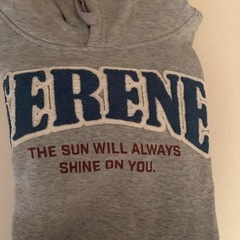 ERENE
THE SUN WILL ALWAYS
SHINE ON YOU.